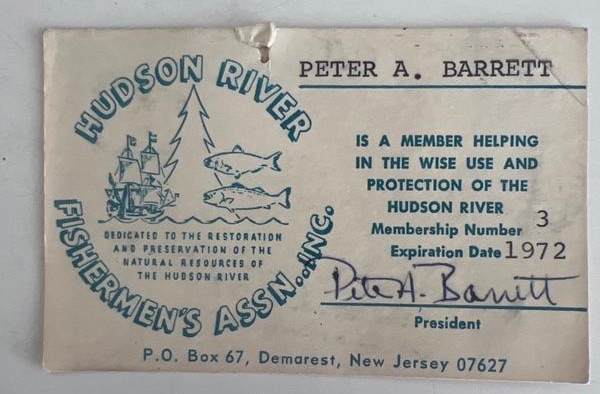 HUDSON RIVER
FISHERMEN'S ASSN., INC.
DEDICATED TO THE RESTORATION
AND PRESERVATION OF THE
NATURAL RESOURCES OF
THE HUDSON RIVER
PETER A. BARRETT
IS A MEMBER HELPING
IN THE WISE USE AND
PROTECTION OF THE
HUDSON RIVER
Membership Number 3
Expiration Date 1972
Peter A. Barrett
President
P.O. Box 67, Demarest, New Jersey 07627